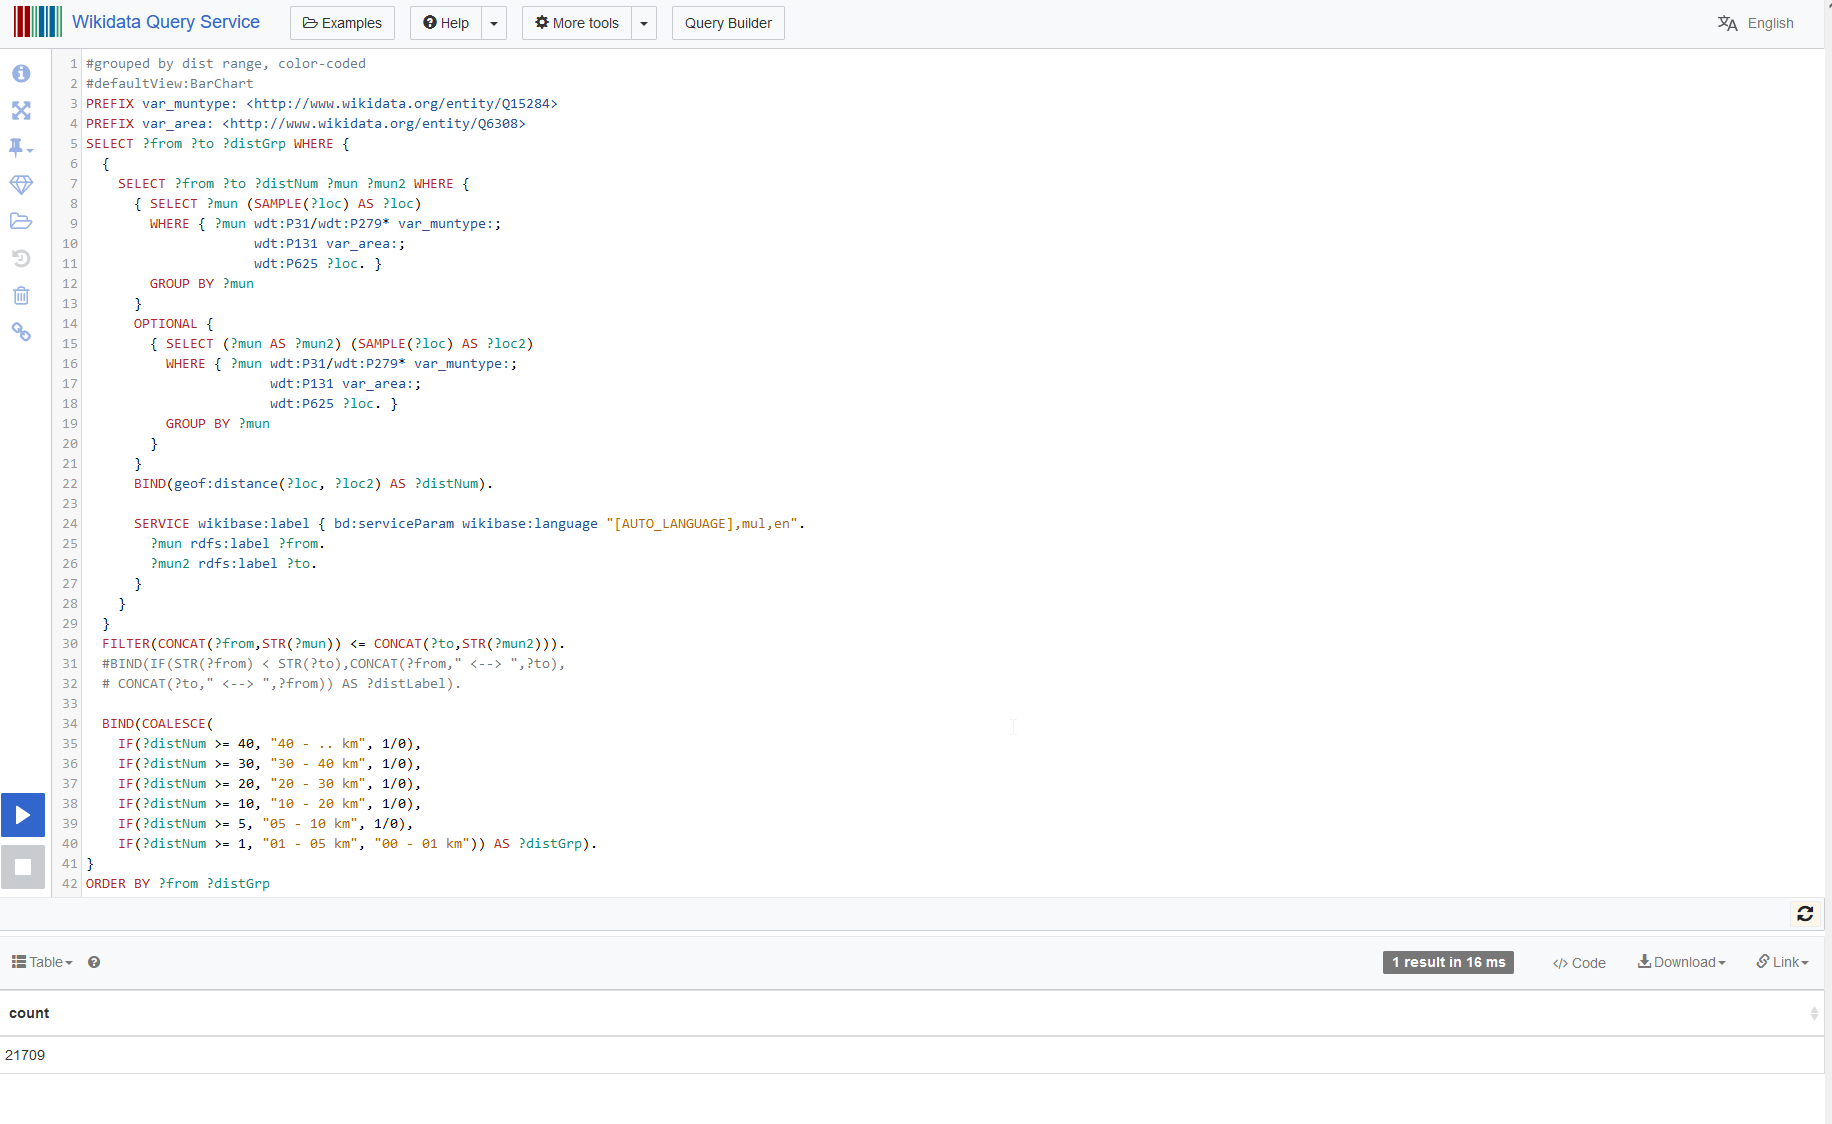 Wikidata Query Service Examples Help More tools Query Builder English
1 #grouped by dist range, color-coded
2 #defaultView:BarChart
3 PREFIX var_muntype: <http://www.wikidata.org/entity/Q15284>
4 PREFIX var_area: <http://www.wikidata.org/entity/Q6308>
5 SELECT ?from ?to ?distGrp WHERE {
6 {
7 SELECT ?from ?to ?distNum ?mun ?mun2 WHERE {
8 { SELECT ?mun (SAMPLE(?loc) AS ?loc)
9 WHERE { ?mun wdt:P31/wdt:P279* var_muntype:;
10 wdt:P131 var_area:;
11 wdt:P625 ?loc. }
12 GROUP BY ?mun
13 }
14 OPTIONAL {
15 { SELECT (?mun AS ?mun2) (SAMPLE(?loc) AS ?loc2)
16 WHERE { ?mun wdt:P31/wdt:P279* var_muntype:;
17 wdt:P131 var_area:;
18 wdt:P625 ?loc. }
19 GROUP BY ?mun
20 }
21 }
22 BIND(geof:distance(?loc, ?loc2) AS ?distNum).
23
24 SERVICE wikibase:label { bd:serviceParam wikibase:language "[AUTO_LANGUAGE],mul,en".
25 ?mun rdfs:label ?from.
26 ?mun2 rdfs:label ?to.
27 }
28 }
29 }
30 FILTER(CONCAT(?from,STR(?mun)) <= CONCAT(?to,STR(?mun2))).
31 #BIND(IF(STR(?from) < STR(?to),CONCAT(?from," <--> ",?to),
32 # CONCAT(?to," <--> ",?from)) AS ?distLabel).
33
34 BIND(COALESCE(
35 IF(?distNum >= 40, "40 - .. km", 1/0),
36 IF(?distNum >= 30, "30 - 40 km", 1/0),
37 IF(?distNum >= 20, "20 - 30 km", 1/0),
38 IF(?distNum >= 10, "10 - 20 km", 1/0),
39 IF(?distNum >= 5, "05 - 10 km", 1/0),
40 IF(?distNum >= 1, "01 - 05 km", "00 - 01 km")) AS ?distGrp).
41 }
42 ORDER BY ?from ?distGrp
Table 1 result in 16 ms </> Code Download Link
count
21709